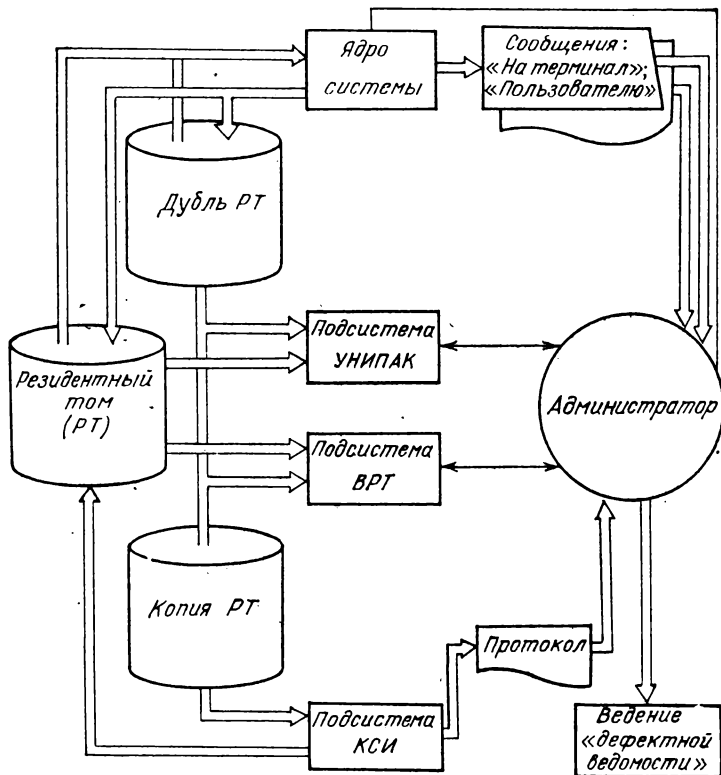 Ядро
системы
Сообщения:
«На терминал»;
«Пользователю»
Дубль РТ
Подсистема
УНИПАК
Резидентный
том
(РТ)
Администратор
Подсистема
ВРТ
Копия РТ
Протокол
Подсистема
КСИ
Ведение
«дефектной
ведомости»